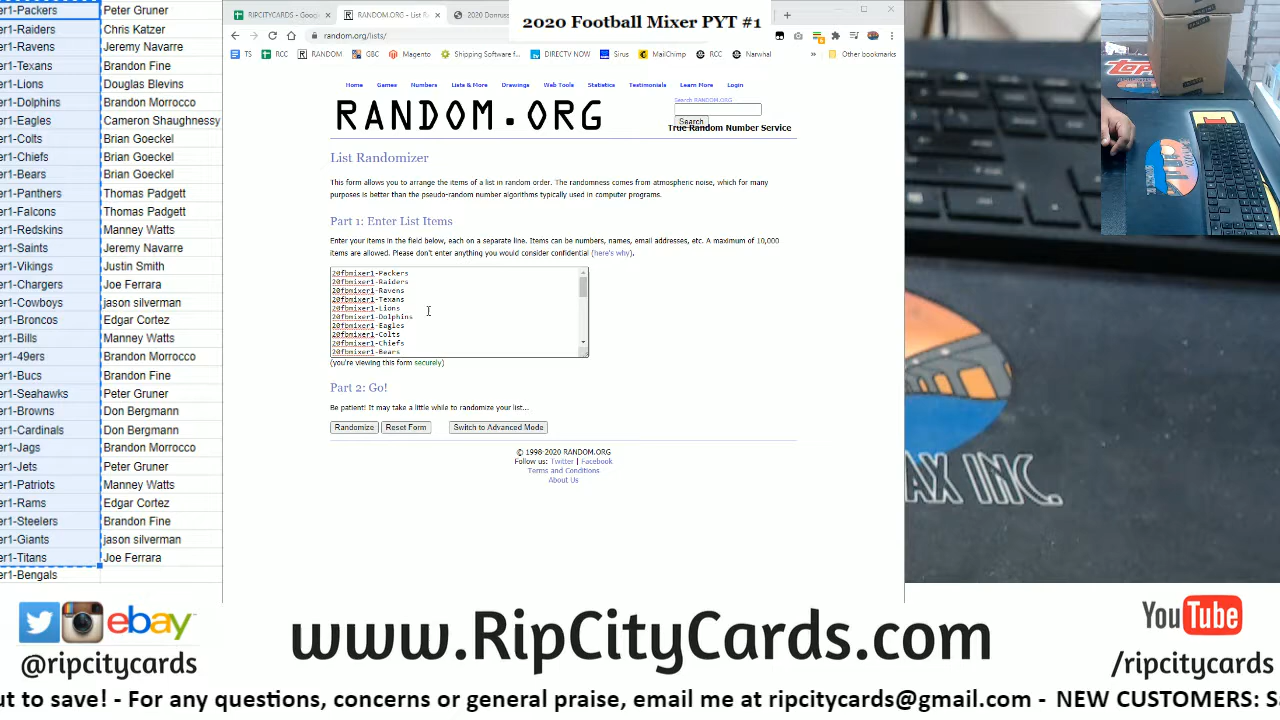 er1-Packers Peter Gruner
er1-Raiders Chris Katzer
er1-Ravens Jeremy Navarre
er1-Texans Brandon Fine
er1-Lions Douglas Blevins
er1-Dolphins Brandon Morrocco
er1-Eagles Cameron Shaughnessy
er1-Colts Brian Goeckel
er1-Chiefs Brian Goeckel
er1-Bears Brian Goeckel
er1-Panthers Thomas Padgett
er1-Falcons Thomas Padgett
er1-Redskins Manney Watts
er1-Saints Jeremy Navarre
er1-Vikings Justin Smith
er1-Chargers Joe Ferrara
er1-Cowboys jason silverman
er1-Broncos Edgar Cortez
er1-Bills Manney Watts
er1-49ers Brandon Morrocco
er1-Bucs Brandon Fine
er1-Seahawks Peter Gruner
er1-Browns Don Bergmann
er1-Cardinals Don Bergmann
er1-Jags Brandon Morrocco
er1-Jets Peter Gruner
er1-Patriots Manney Watts
er1-Rams Edgar Cortez
er1-Steelers Brandon Fine
er1-Giants jason silverman
er1-Titans Joe Ferrara
er1-Bengals
RIPCITYCARDS - Goog
RANDOM.ORG - List R
2020 Donruss
2020 Football Mixer PYT #1
random.org/lists/
TS RCC RANDOM GBC Magento Shipping Software f... DIRECTV NOW Sirus MailChimp RCC Narwhal » Other bookmarks
Home Games Numbers Lists & More Drawings Web Tools Statistics Testimonials Learn More Login
RANDOM.ORG
Search RANDOM.ORG
Search
True Random Number Service
List Randomizer
This form allows you to arrange the items of a list in random order. The randomness comes from atmospheric noise, which for many
purposes is better than the pseudo-random number algorithms typically used in computer programs.
Part 1: Enter List Items
Enter your items in the field below, each on a separate line. Items can be numbers, names, email addresses, etc. A maximum of 10,000
items are allowed. Please don't enter anything you would consider confidential (here's why).
20fbmixer1-Packers
20fbmixer1-Raiders
20fbmixer1-Ravens
20fbmixer1-Texans
20fbmixer1-Lions
20fbmixer1-Dolphins
20fbmixer1-Eagles
20fbmixer1-Colts
20fbmixer1-Chiefs
20fbmixer1-Bears
(you're viewing this form securely)
Part 2: Go!
Be patient! It may take a little while to randomize your list...
Randomize Reset Form Switch to Advanced Mode
© 1998-2020 RANDOM.ORG
Follow us: Twitter | Facebook
Terms and Conditions
About Us
AX INC.
ebay
@ripcitycards
www.RipCityCards.com
YouTube
/ripcitycards
ut to save! - For any questions, concerns or general praise, email me at ripcitycards@gmail.com - NEW CUSTOMERS: S